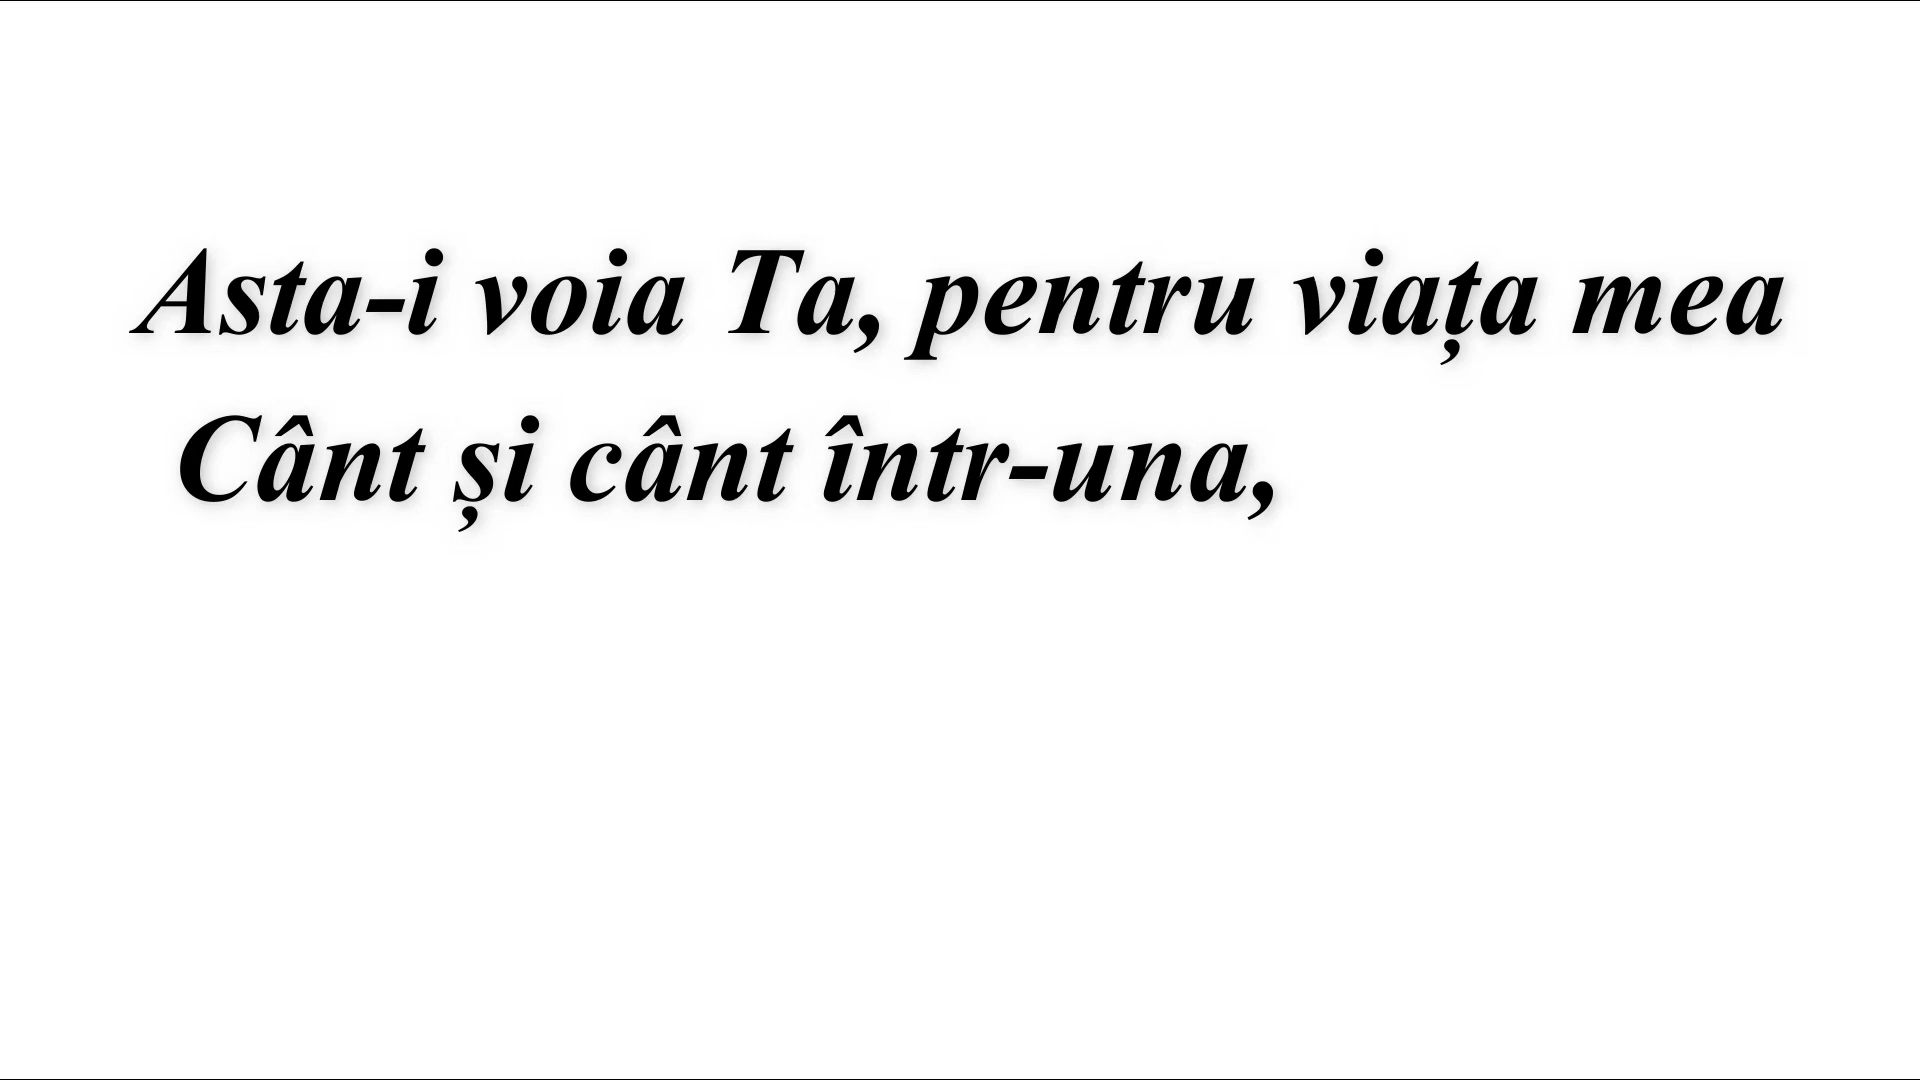 Asta-i voia Ta, pentru viața mea
Cânt și cânt într-una,